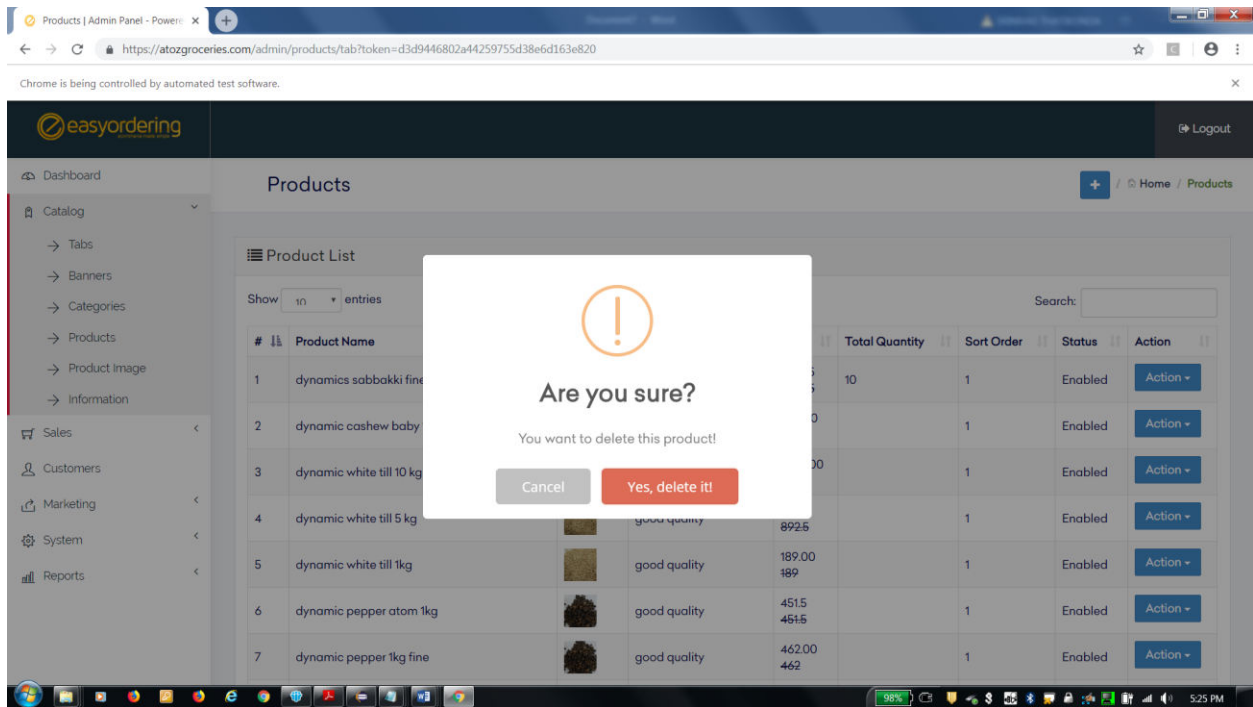 Products | Admin Panel - Powere
https://atozgroceries.com/admin/products/tab?token=d3d9446802a44259755d38e6d163e820
Chrome is being controlled by automated test software.
easyordering
Logout
Dashboard
Catalog
Tabs
Banners
Categories
Products
Product Image
Information
Sales
Customers
Marketing
System
Reports
Products
/ Home / Products
Product List
Show 10 entries
Search:
# Product Name Total Quantity Sort Order Status Action
1 dynamics sabbakki fine 10 1 Enabled Action
2 dynamic cashew baby 1 Enabled Action
3 dynamic white till 10 kg 1 Enabled Action
4 dynamic white till 5 kg good quality 892.5 1 Enabled Action
5 dynamic white till 1kg good quality 189.00 1 Enabled Action
189
6 dynamic pepper atom 1kg good quality 451.5 1 Enabled Action
451.5
7 dynamic pepper 1kg fine good quality 462.00 1 Enabled Action
462
Are you sure?
You want to delete this product!
Cancel
Yes, delete it!
98%
5:25 PM